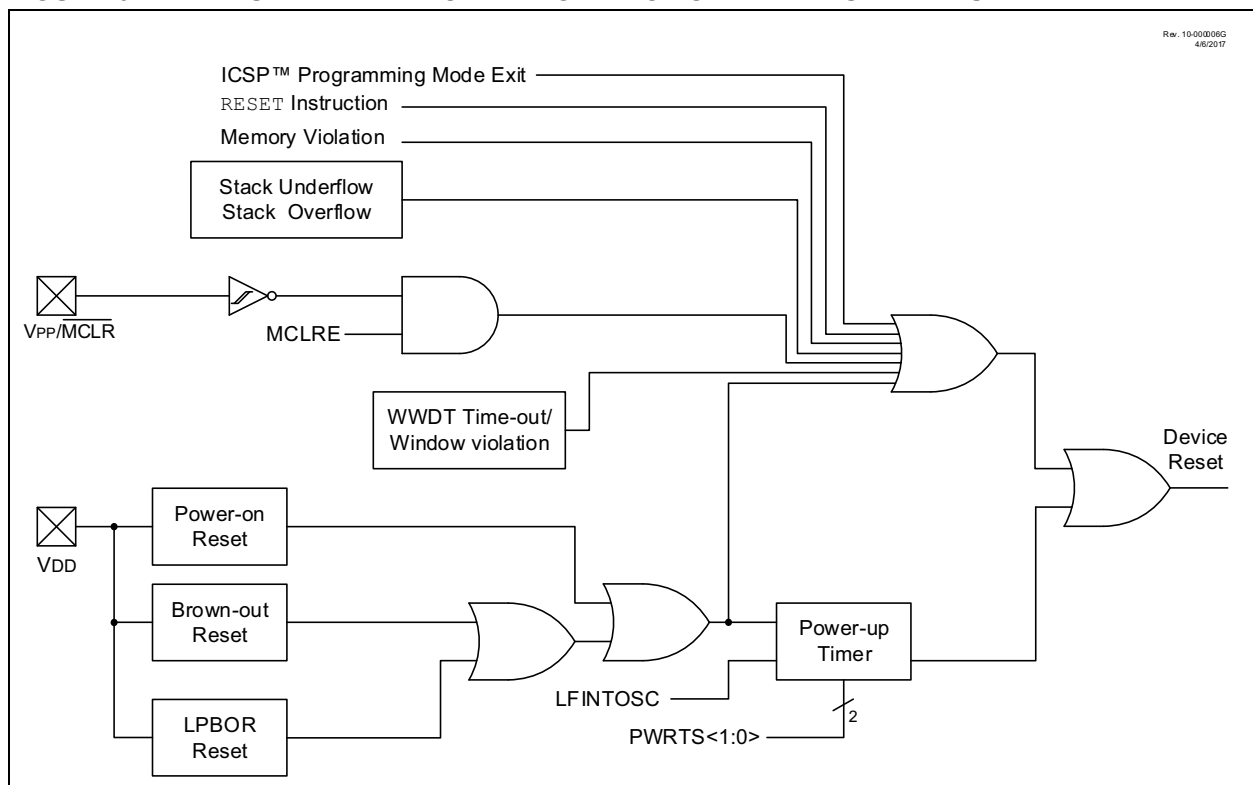 Rev. 10-000006G
4/6/2017
ICSP™ Programming Mode Exit
RESET Instruction
Memory Violation
Stack Underflow
Stack Overflow
VPP/MCLR
MCLRE
WWDT Time-out/
Window violation
Device
Reset
Power-on
Reset
VDD
Brown-out
Reset
Power-up
Timer
LFINTOSC
LPBOR
Reset
2
PWRTS<1:0>